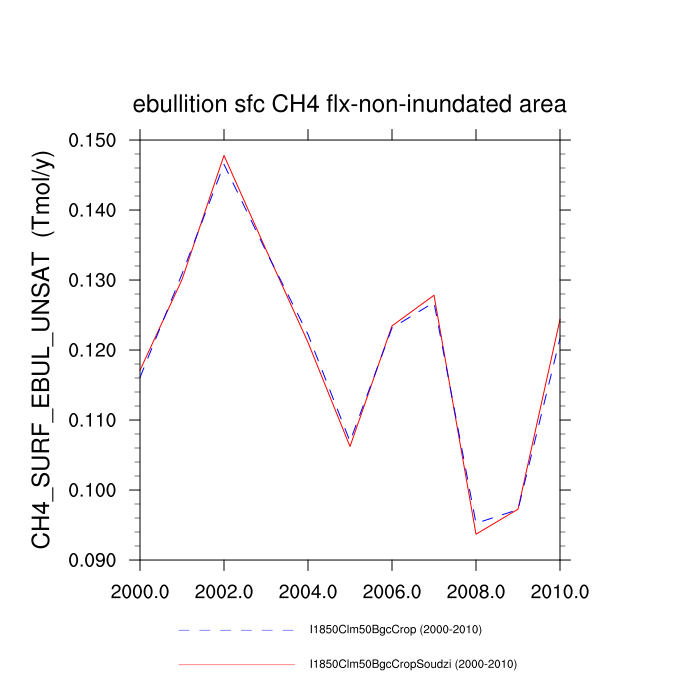 ebullition sfc CH4 flx-non-inundated area
CH4_SURF_EBUL_UNSAT (Tmol/y)
0.150
0.140
0.130
0.120
0.110
0.100
0.090
2000.0 2002.0 2004.0 2006.0 2008.0 2010.0
I1850Clm50BgcCrop (2000-2010)
I1850Clm50BgcCropSoudzi (2000-2010)